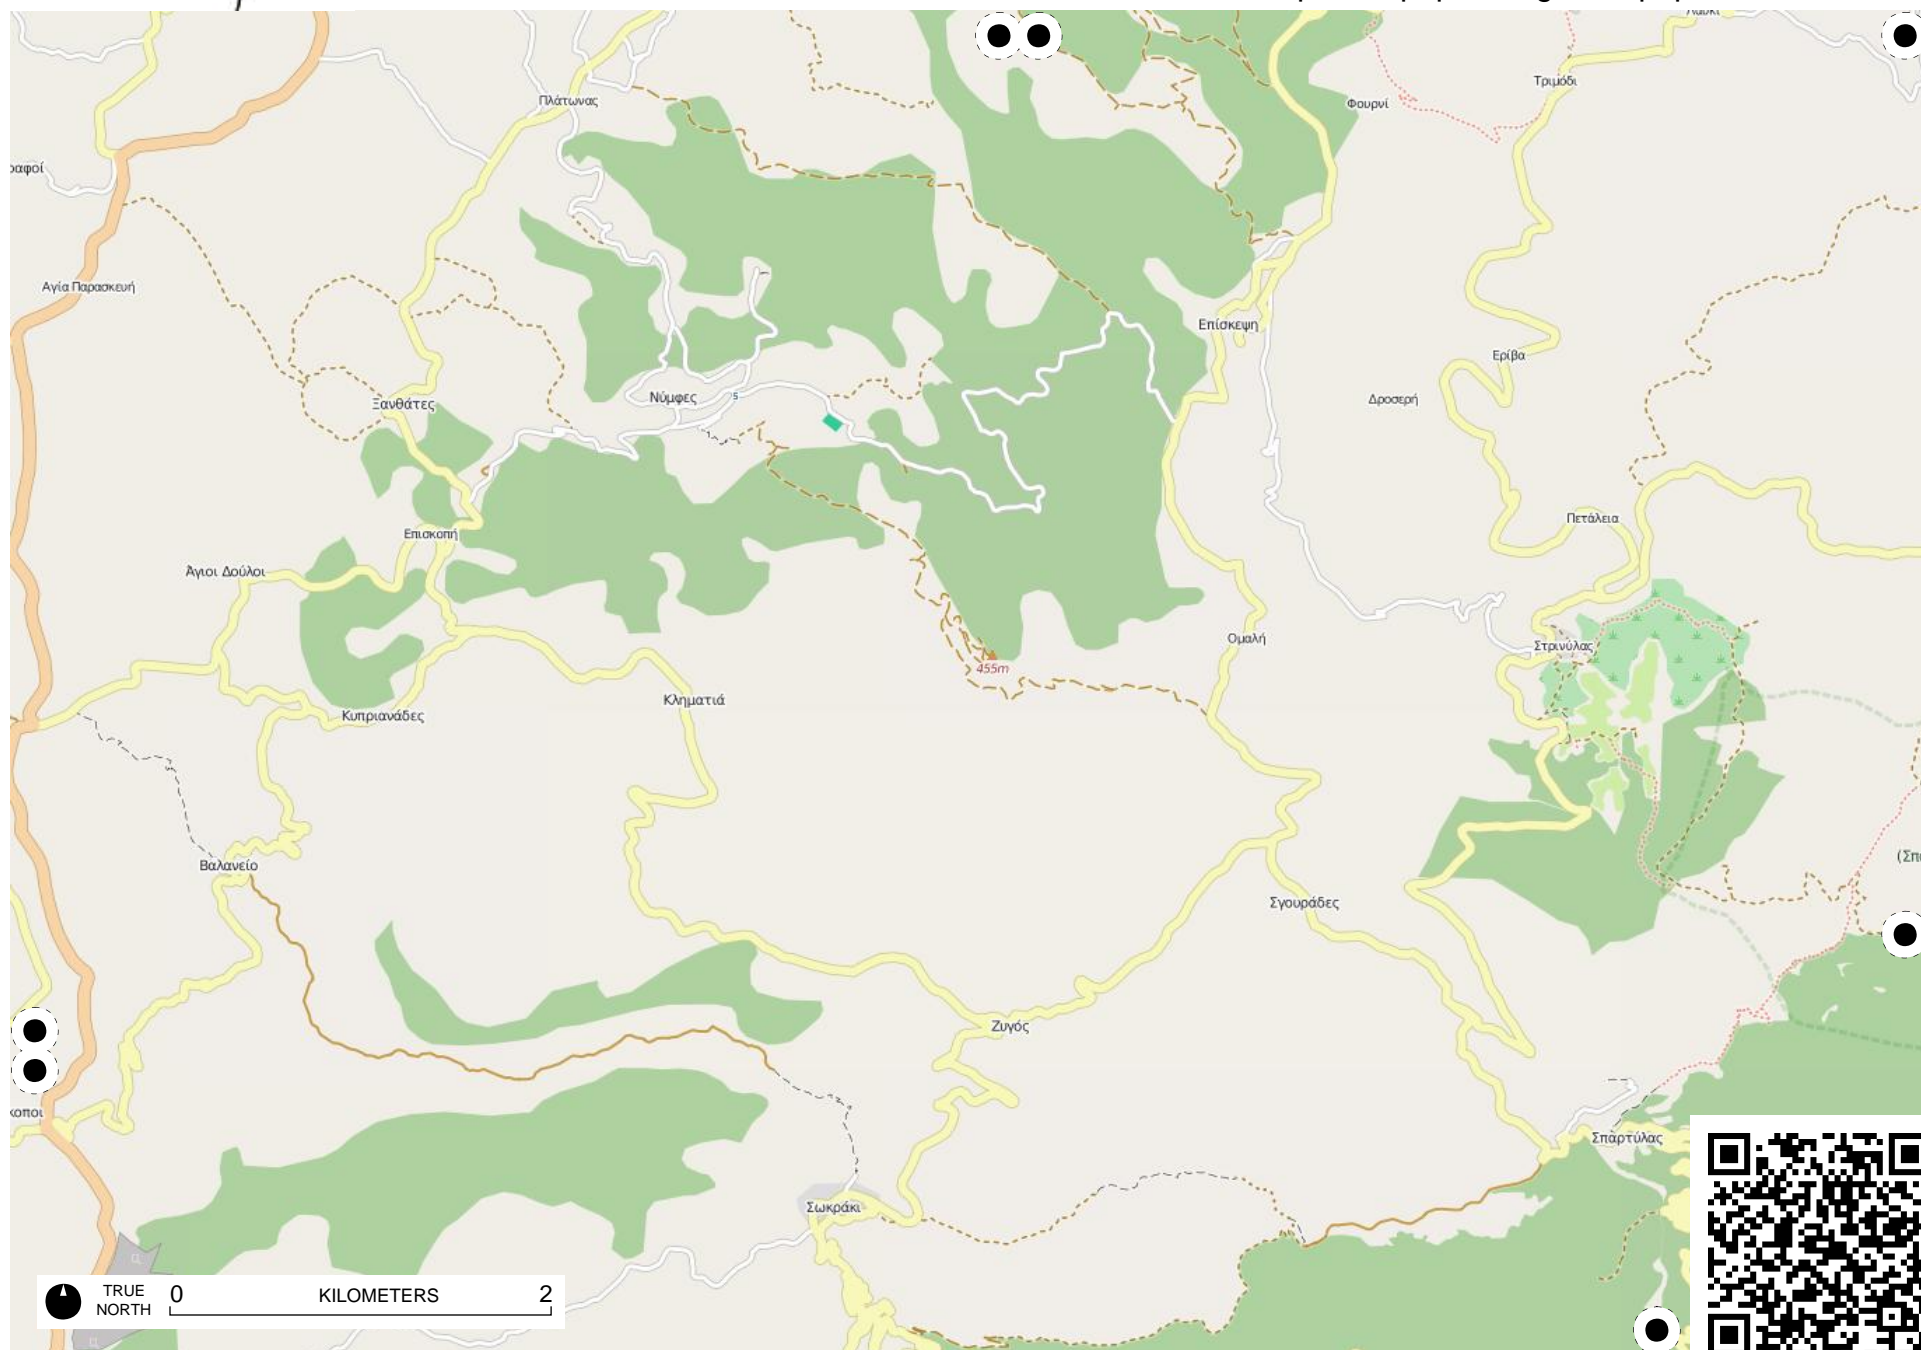 Τριμόδι
Πλάτωνας
Φουρνί
Αγία Παρασκευή
Επίσκεψη
Ερίβα
Νύμφες
5
Δροσερή
Ξανθάτες
Πετάλεια
Επισκοπή
Άγιοι Δούλοι
Ομαλή
Στρινύλας
455m
Κληματιά
Κυπριανάδες
Βαλανείο
Σγουράδες
Ζυγός
Σπαρτύλας
Σωκράκι
TRUE
NORTH
0 KILOMETERS 2